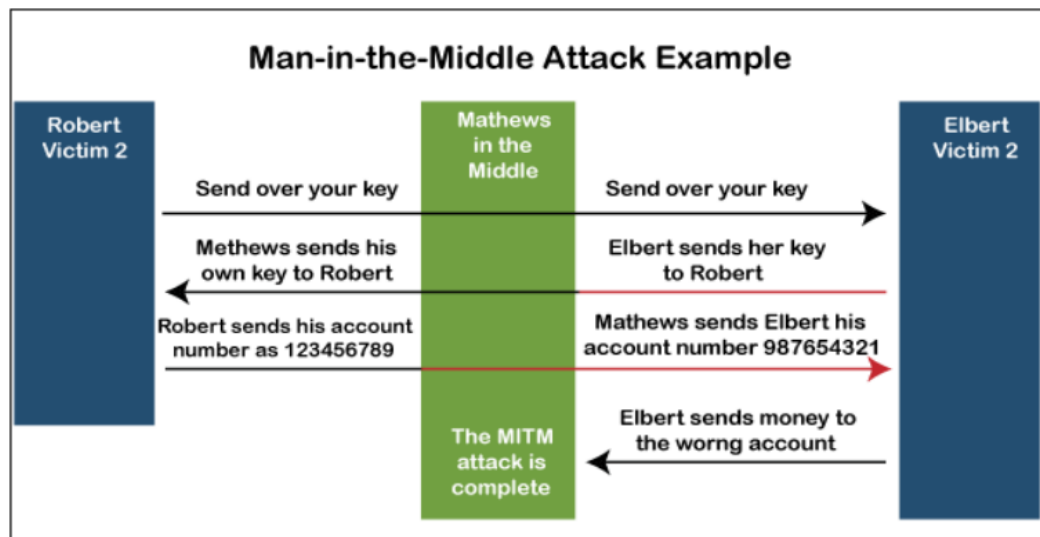 Man-in-the-Middle Attack Example
Robert
Victim 2
Mathews
in the
Middle
Elbert
Victim 2
Send over your key
Send over your key
Methews sends his
own key to Robert
Elbert sends her key
to Robert
Robert sends his account
number as 123456789
Mathews sends Elbert his
account number 987654321
Elbert sends money to
the worng account
The MITM
attack is
complete